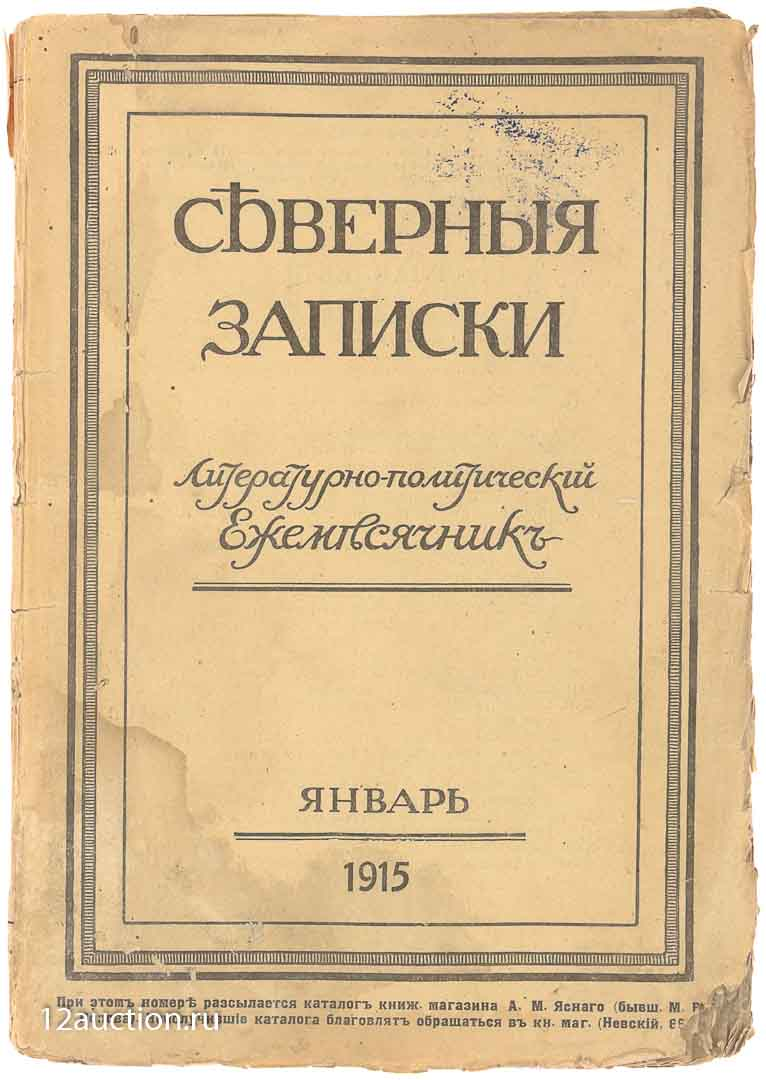 СѢВЕРНЫЯ
ЗАПИСКИ
Литературно-политическій
Ежемѣсячникъ
ЯНВАРЬ
1915
При этомъ номерѣ разсылается каталогъ книж. магазина А. М. Яснаго (бывш. М.
каталога благоволятъ обращаться въ кн. маг. (Невскій,
12auction.ru